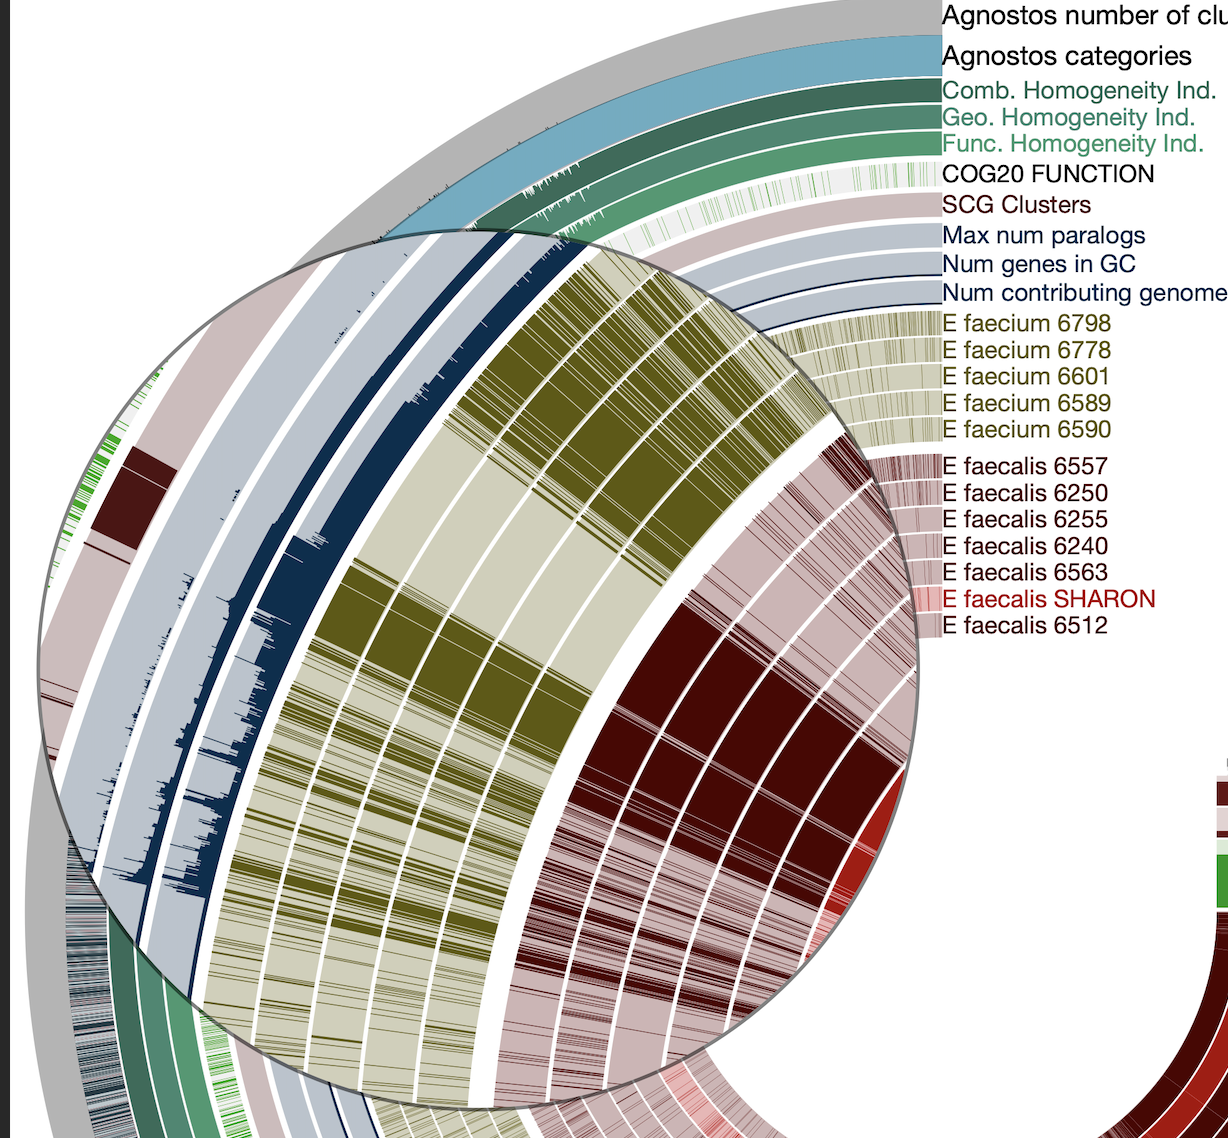 Agnostos number of clu
Agnostos categories
Comb. Homogeneity Ind.
Geo. Homogeneity Ind.
Func. Homogeneity Ind.
COG20 FUNCTION
SCG Clusters
Max num paralogs
Num genes in GC
Num contributing genome
E faecium 6798
E faecium 6778
E faecium 6601
E faecium 6589
E faecium 6590
E faecalis 6557
E faecalis 6250
E faecalis 6255
E faecalis 6240
E faecalis 6563
E faecalis SHARON
E faecalis 6512